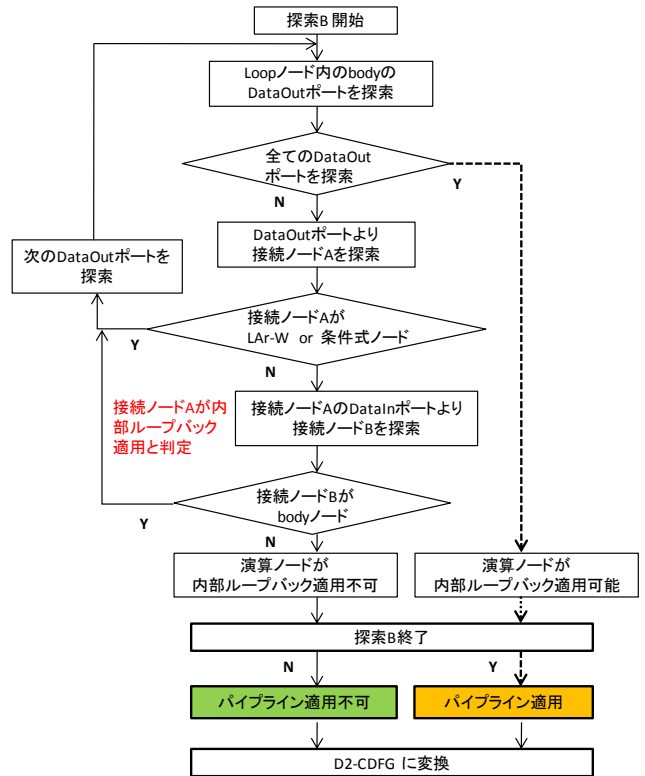 探索B 開始
Loopノード内のbodyの
DataOutポートを探索
全てのDataOut
ポートを探索
Y
N
DataOutポートより
接続ノードAを探索
次のDataOutポートを
探索
接続ノードAが
LAr-W or 条件式ノード
Y
N
接続ノードAが内
部ループバック
適用と判定
接続ノードAのDataInポートより
接続ノードBを探索
接続ノードBが
bodyノード
Y
N
演算ノードが
内部ループバック適用不可
演算ノードが
内部ループバック適用可能
探索B終了
N
Y
パイプライン適用不可
パイプライン適用
D2-CDFG に変換